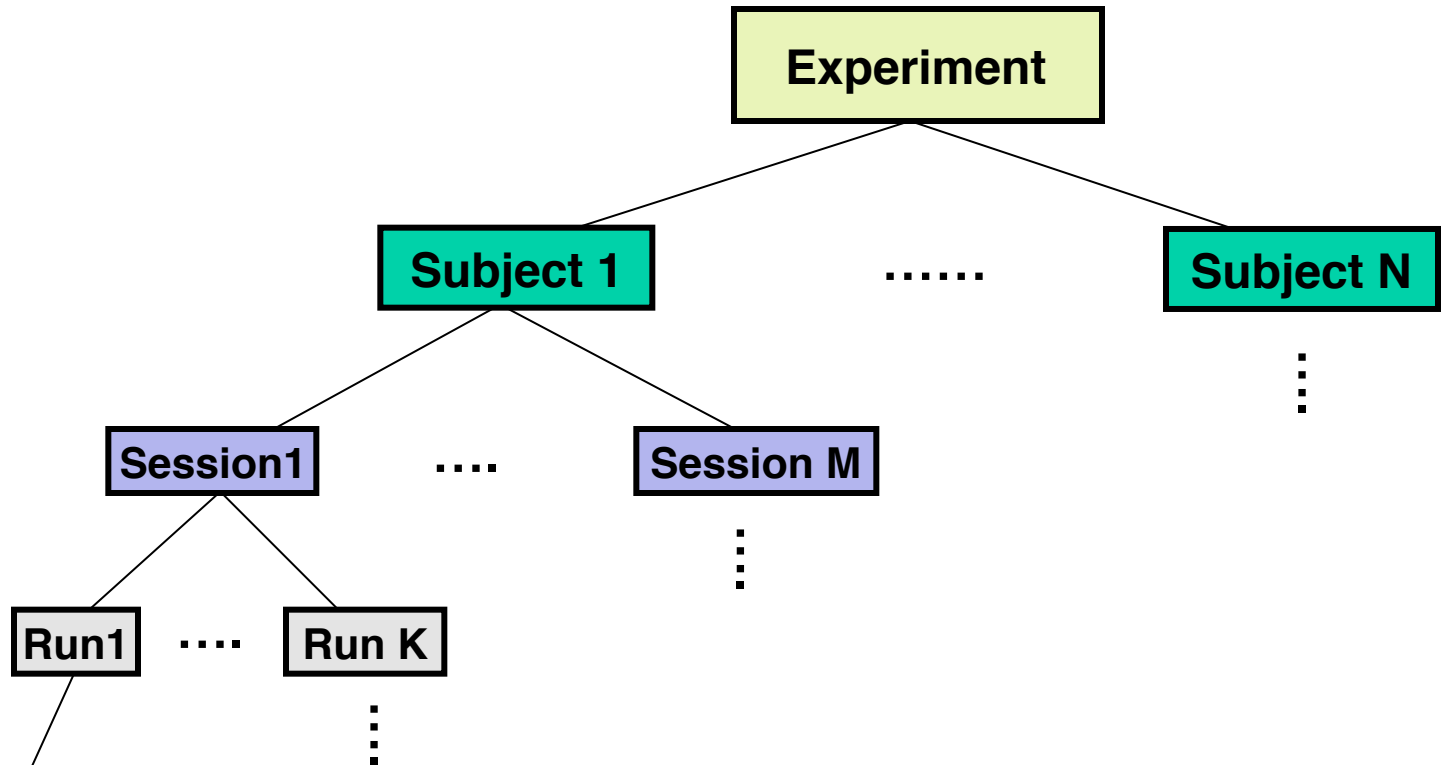 Experiment
Subject 1
......
Subject N
Session1
....
Session M
Run1
....
Run K